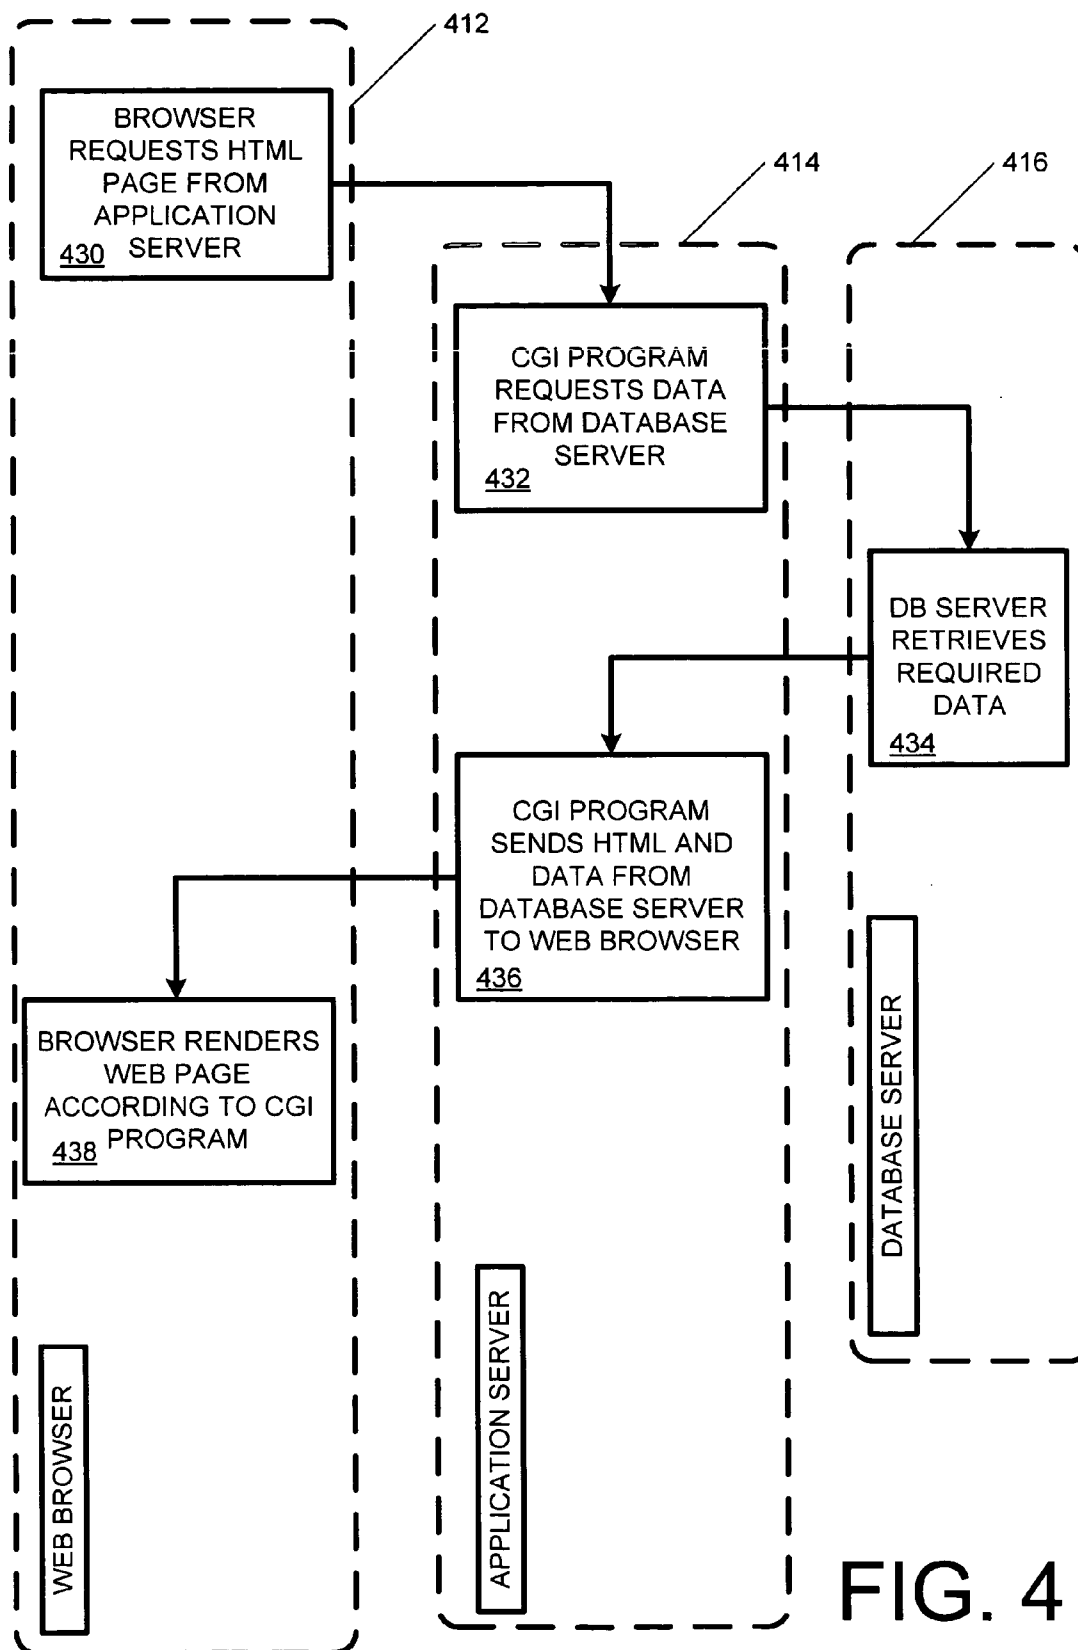 412
BROWSER
REQUESTS HTML
PAGE FROM
APPLICATION
SERVER
430
414
416
CGI PROGRAM
REQUESTS DATA
FROM DATABASE
SERVER
432
DB SERVER
RETRIEVES
REQUIRED
DATA
434
CGI PROGRAM
SENDS HTML AND
DATA FROM
DATABASE SERVER
TO WEB BROWSER
436
BROWSER RENDERS
WEB PAGE
ACCORDING TO CGI
PROGRAM
438
DATABASE SERVER
APPLICATION SERVER
WEB BROWSER
FIG. 4